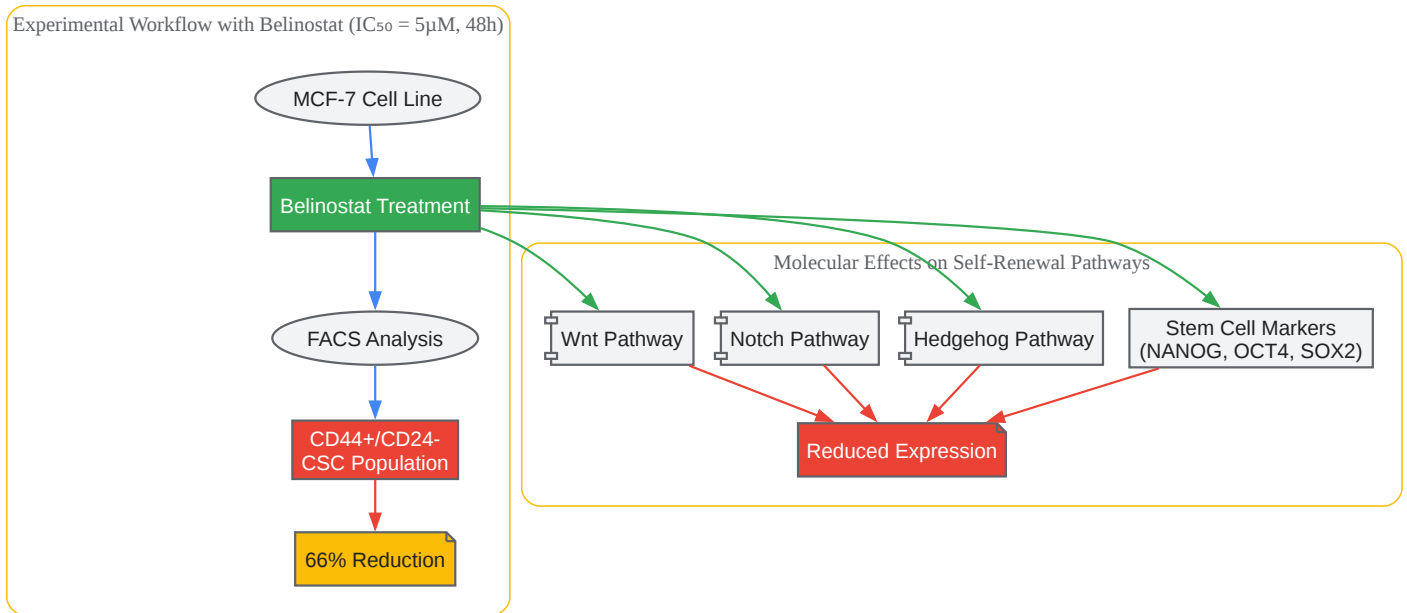 Experimental Workflow with Belinostat (IC₅₀ = 5µM, 48h)
MCF-7 Cell Line
Belinostat Treatment
FACS Analysis
CD44+/CD24-
CSC Population
66% Reduction
Molecular Effects on Self-Renewal Pathways
Wnt Pathway
Notch Pathway
Hedgehog Pathway
Stem Cell Markers
(NANOG, OCT4, SOX2)
Reduced Expression